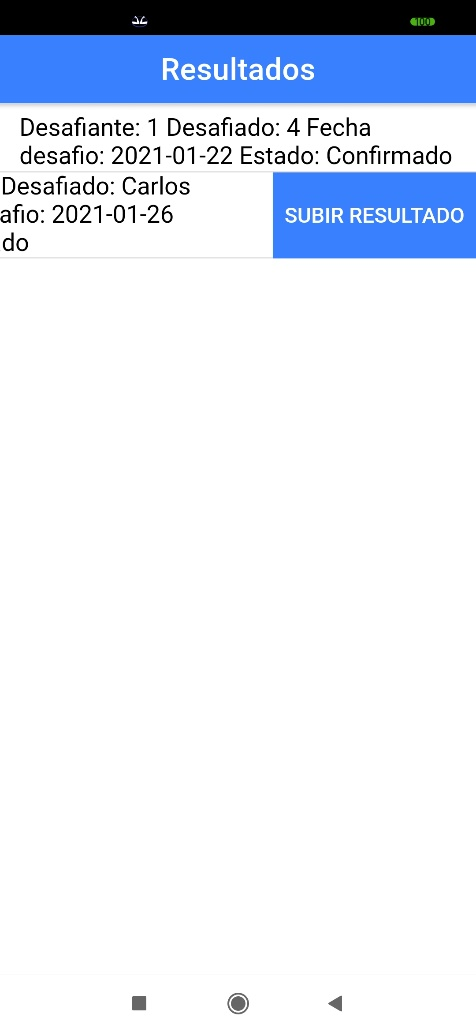 100
Resultados
Desafiante: 1 Desafiado: 4 Fecha
desafio: 2021-01-22 Estado: Confirmado
Desafiado: Carlos
afio: 2021-01-26
do
SUBIR RESULTADO